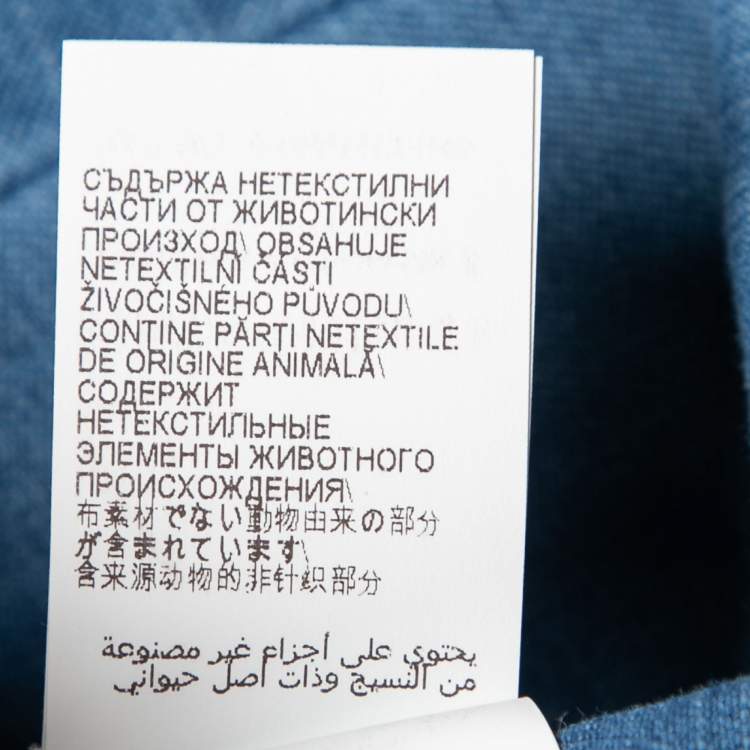 СЪДЪРЖА НЕТЕКСТИЛНИ
ЧАСТИ ОТ ЖИВОТИНСКИ
ПРОИЗХОД\ OBSAHUJE
NETEXTILNÍ ČÁSTI
ŽIVOČIŠNÉHO PŮVODU\
CONȚINE PĂRȚI NETEXTILE
DE ORIGINE ANIMALĂ\
СОДЕРЖИТ
НЕТЕКСТИЛЬНЫЕ
ЭЛЕМЕНТЫ ЖИВОТНОГО
ПРОИСХОЖДЕНИЯ\
布素材でない動物由来の部分
が含まれています\
含来源动物的非针织部分
يحتوي على أجزاء غير مصنوعة
من النسيج وذات أصل حيواني